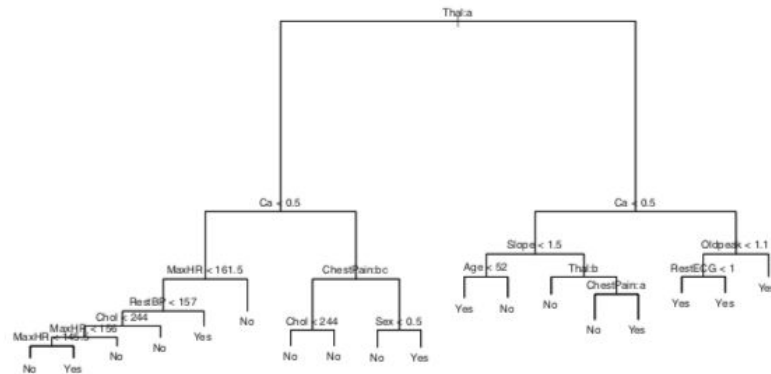 Thal:a
Ca < 0.5
Ca < 0.5
Slope < 1.5
Oldpeak < 1.1
MaxHR < 161.5
ChestPain:bc
Age < 52
Thal:b
RestECG < 1
ChestPain:a
Yes
RestBP < 157
Yes
No
No
Yes
Yes
Chol < 244
No
Chol < 244
Sex < 0.5
No
Yes
MaxHR < 156
Yes
MaxHR < 145.5
No
No
No
No
No
Yes
No
Yes